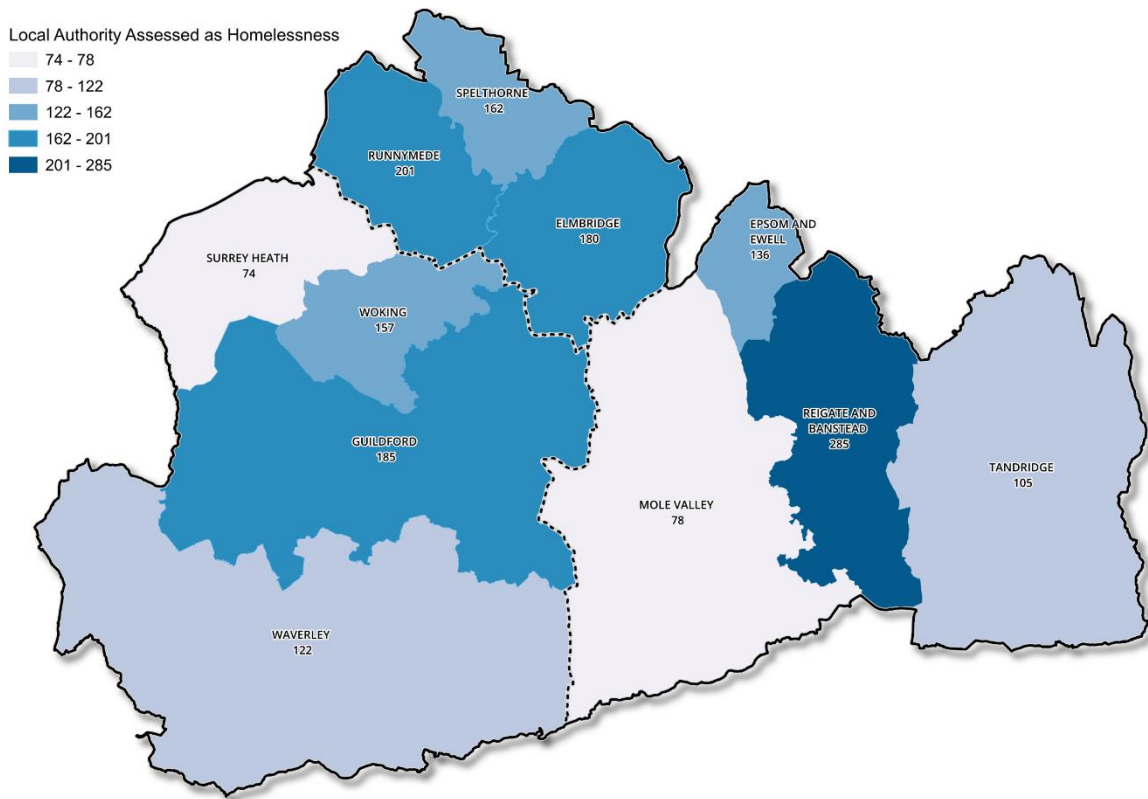 Local Authority Assessed as Homelessness
74 - 78
78 - 122
122 - 162
162 - 201
201 - 285
SPELTHORNE
162
RUNNYMEDE
201
ELMBRIDGE
180
EPSOM AND
EWELL
136
SURREY HEATH
74
WOKING
157
REIGATE AND
BANSTEAD
285
GUILDFORD
185
TANDRIDGE
105
MOLE VALLEY
78
WAVERLEY
122